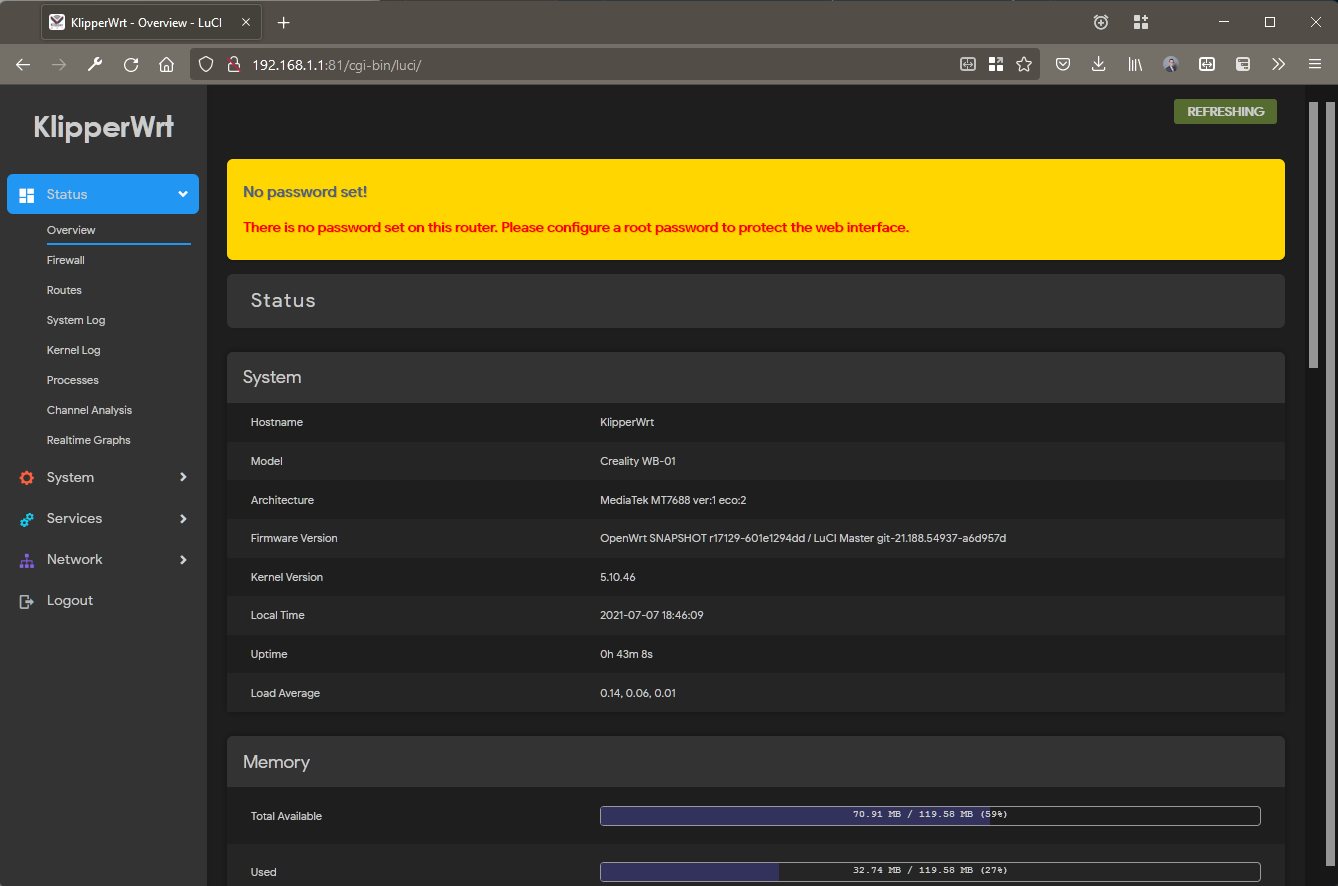 KlipperWrt - Overview - LuCI
192.168.1.1:81/cgi-bin/luci/
KlipperWrt
REFRESHING
Status
Overview
Firewall
Routes
System Log
Kernel Log
Processes
Channel Analysis
Realtime Graphs
System
Services
Network
Logout
No password set!
There is no password set on this router. Please configure a root password to protect the web interface.
Status
System
Hostname KlipperWrt
Model Creality WB-01
Architecture MediaTek MT7688 ver:1 eco:2
Firmware Version OpenWrt SNAPSHOT r17129-601e1294dd / LuCI Master git-21.188.54937-a6d957d
Kernel Version 5.10.46
Local Time 2021-07-07 18:46:09
Uptime 0h 43m 8s
Load Average 0.14, 0.06, 0.01
Memory
Total Available 70.91 MB / 119.58 MB (59%)
Used 32.74 MB / 119.58 MB (27%)